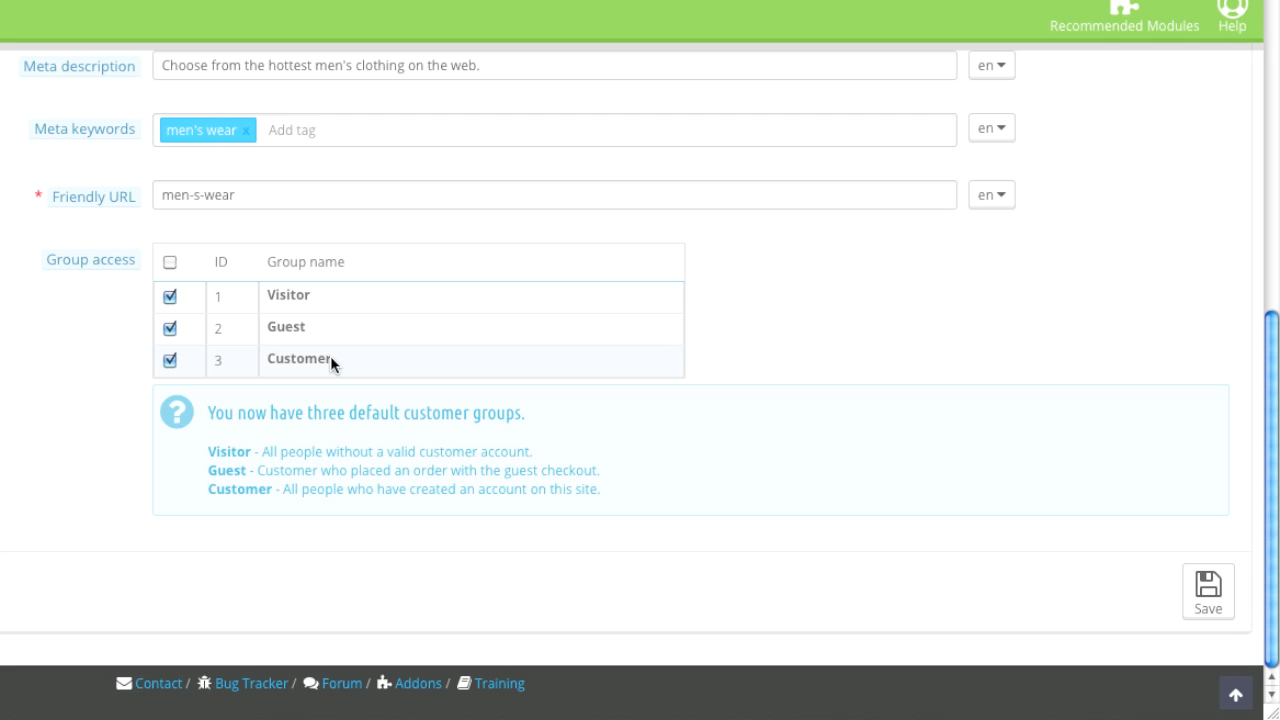 Recommended Modules
Help
Meta description
Choose from the hottest men's clothing on the web.
en
Meta keywords
men's wear x
Add tag
en
* Friendly URL
men-s-wear
en
Group access
ID Group name
1 Visitor
2 Guest
3 Customer
You now have three default customer groups.
Visitor - All people without a valid customer account.
Guest - Customer who placed an order with the guest checkout.
Customer - All people who have created an account on this site.
Save
Contact / Bug Tracker / Forum / Addons / Training